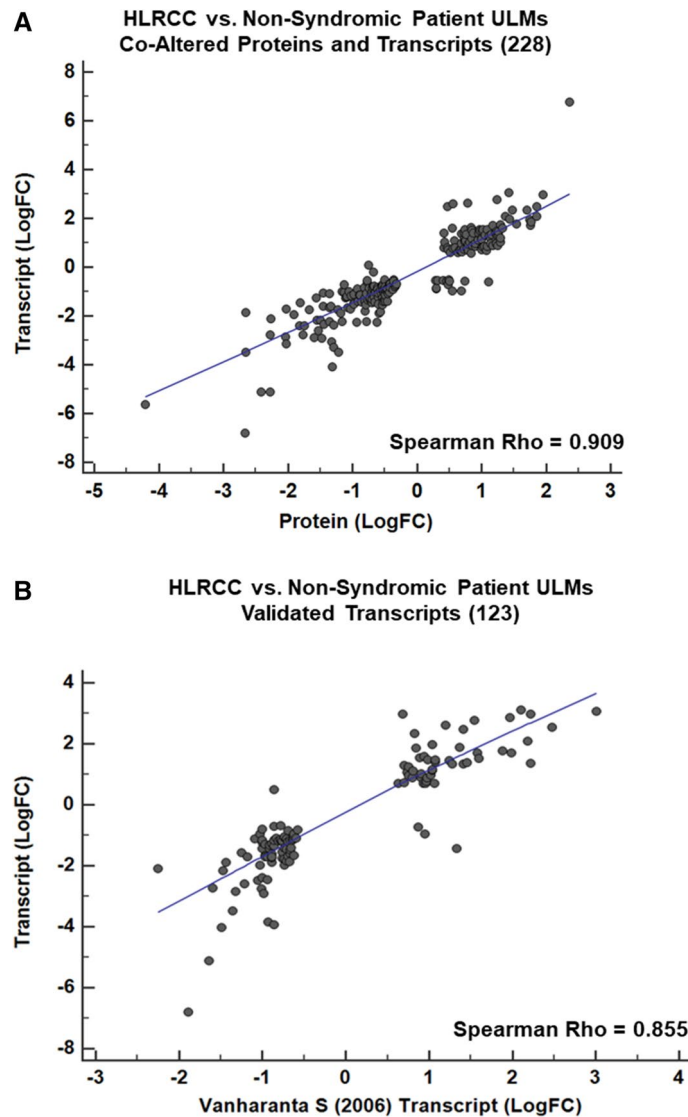 A
HLRCC vs. Non-Syndromic Patient ULMs
Co-Altered Proteins and Transcripts (228)
Transcript (LogFC)
8
6
4
2
0
-2
-4
-6
-8
Spearman Rho = 0.909
-5 -4 -3 -2 -1 0 1 2 3
Protein (LogFC)
B
HLRCC vs. Non-Syndromic Patient ULMs
Validated Transcripts (123)
Transcript (LogFC)
4
2
0
-2
-4
-6
-8
Spearman Rho = 0.855
-3 -2 -1 0 1 2 3 4
Vanharanta S (2006) Transcript (LogFC)